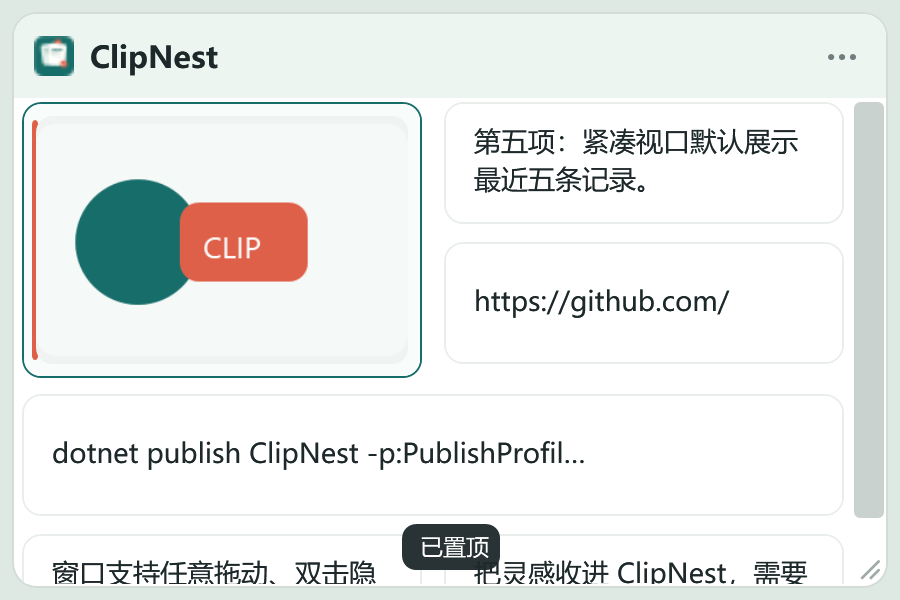 ClipNest
CLIP
第五项：紧凑视口默认展示
最近五条记录。
https://github.com/
dotnet publish ClipNest -p:PublishProfil...
已置顶
窗口支持任意拖动、双击隐
把灵感收进 ClipNest，需要